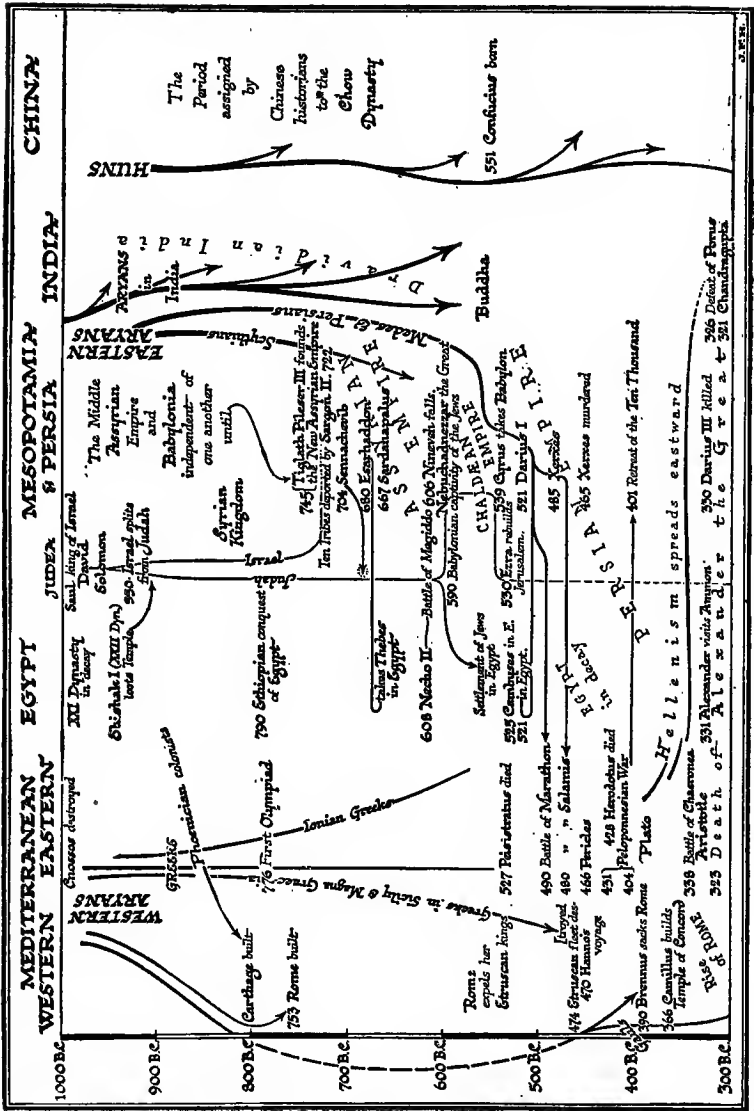 MEDITERRANEAN
WESTERN EASTERN
EGYPT
JUDEA
MESOPOTAMIA
& PERSIA
INDIA
CHINA
1000 B.C.
900 B.C.
800 B.C.
700 B.C.
600 B.C.
500 B.C.
400 B.C.
300 B.C.
WESTERN
ARYANS
Carthage built
753 Rome built
Rome
expels her
Etruscan kings
474 Etruscan fleet des-
troyed
470 Hanno's
voyage
390 Brennus sacks Rome
366 Camillus builds
Temple of Concord
Rise
of ROME
Cnossos destroyed
GREEKS
Phoenician colonists
776 First Olympiad
Ionian Greeks
Greeks in Sicily & Magna Graecia
527 Pisistratus died
490 Battle of Marathon
480 " " Salamis
466 Pericles
431
428 Herodotus died
404 Peloponnesian War
Plato
338 Battle of Chaeronea
Aristotle
323 Death of Alexander the Great
Hellenism spreads eastward
XXI Dynasty
in decay
Shishak I (XXII Dyn.)
loots Temple
790 Ethiopian conquest
of Egypt
takes Thebes
in Egypt
608 Necho II
Battle of Megiddo
Settlement of Jews
in Egypt
525 Cambyses in E.
521 in Egypt.
EGYPT
in decay
331 Alexander visits Ammon
Saul king of Israel
David
Solomon
950 Israel splits
from Judah
Israel
Judah
Syrian
Kingdom
Ten Tribes deported by Sargon II. 722
590 Babylonian captivity of the Jews
530 Ezra rebuilds
Jerusalem.
The Middle
Assyrian
Empire
and
Babylonia
independent of
one another
until
745 Tiglath Pileser III founds
the New Assyrian Empire
704 Sennacherib
680 Esarhaddon
667 Sardanapalus
ASSYRIAN EMPIRE
606 Nineveh falls.
Nebuchadnezzar the Great
CHALDEAN
EMPIRE
539 Cyrus takes Babylon
521 Darius I
485 Xerxes
465 Xerxes murdered
PERSIAN EMPIRE
401 Retreat of the Ten Thousand
330 Darius III killed
EASTERN
ARYANS
Scythians
Medes & Persians
ARYANS
in
India
Dravidian Indians
Buddha
326 Defeat of Porus
321 Chandragupta
HUNS
The
Period
assigned
by
Chinese
historians
to the
Chow
Dynasty
551 Confucius born
J.F.H.